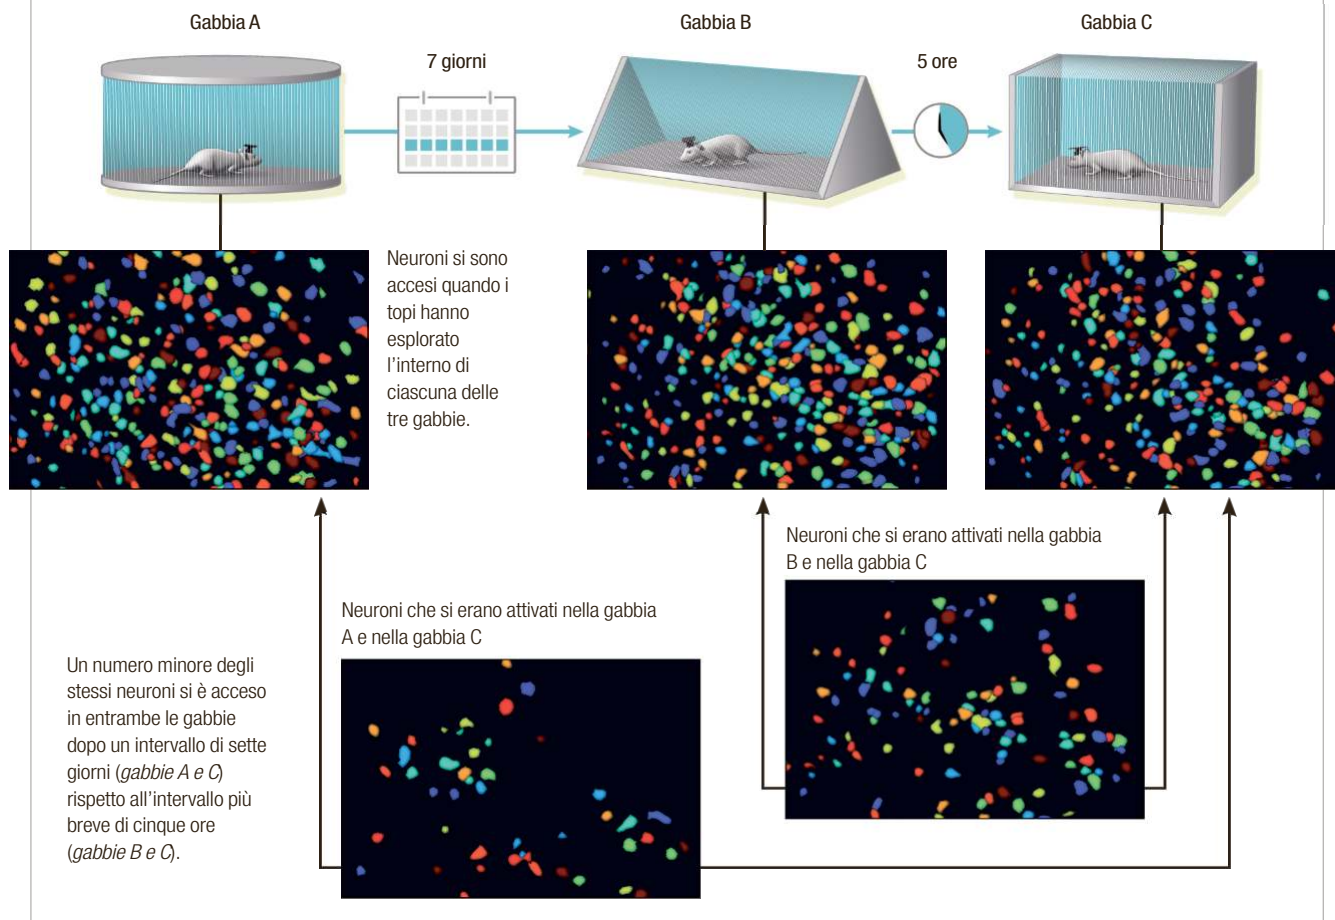 Gabbia A
Gabbia B
Gabbia C
7 giorni
5 ore
Neuroni si sono
accesi quando i
topi hanno
esplorato
l'interno di
ciascuna delle
tre gabbie.
Neuroni che si erano attivati nella gabbia
B e nella gabbia C
Neuroni che si erano attivati nella gabbia
A e nella gabbia C
Un numero minore degli
stessi neuroni si è acceso
in entrambe le gabbie
dopo un intervallo di sette
giorni (gabbie A e C)
rispetto all'intervallo più
breve di cinque ore
(gabbie B e C).